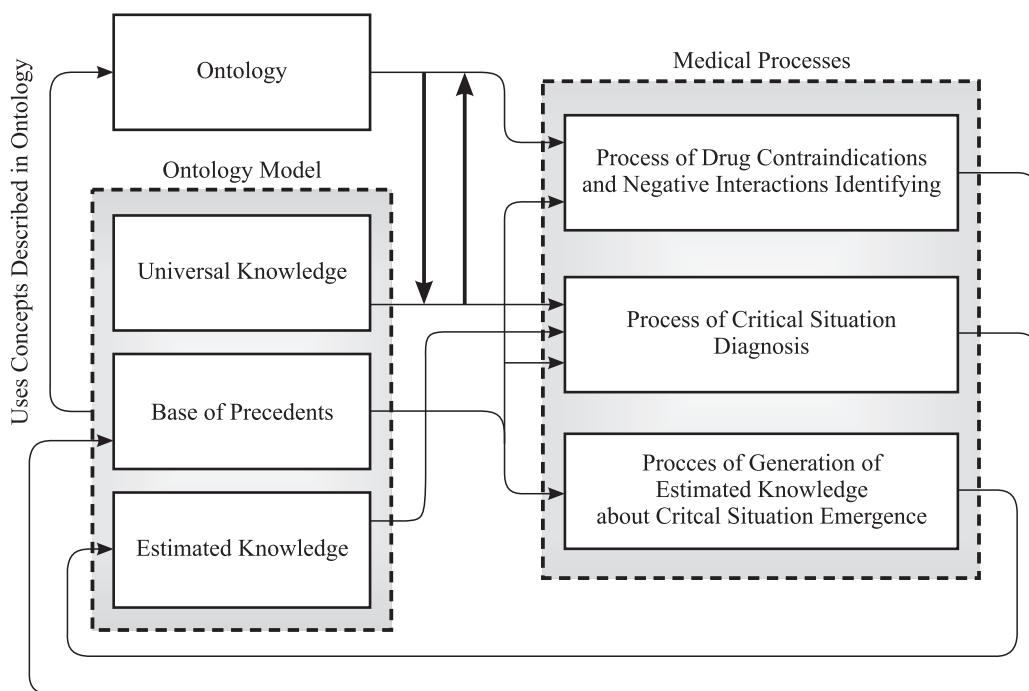 Uses Concepts Described in Ontology
Ontology
Ontology Model
Universal Knowledge
Base of Precedents
Estimated Knowledge
Medical Processes
Process of Drug Contraindications
and Negative Interactions Identifying
Process of Critical Situation
Diagnosis
Procces of Generation of
Estimated Knowledge
about Critcal Situation Emergence